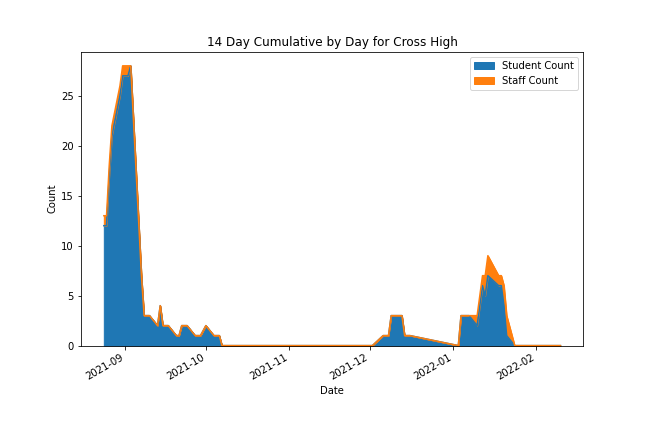 14 Day Cumulative by Day for Cross High
Student Count
Staff Count
25
20
15
10
5
0
Count
2021-09
2021-10
2021-11
2021-12
2022-01
2022-02
Date